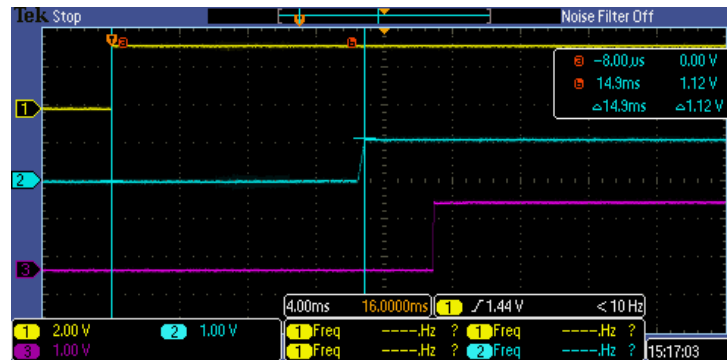 Tek Stop Noise Filter Off
T a b
a -8.00µs 0.00 V
b 14.9ms 1.12 V
△14.9ms △1.12 V
1
2
3
4.00ms 16.0000ms 1 ∫ 1.44 V < 10 Hz
1 2.00 V 2 1.00 V 1 Freq ----.-Hz ? 1 Freq ----.-Hz ?
3 1.00 V 1 Freq ----.-Hz ? 2 Freq ----.-Hz ?
15:17:03